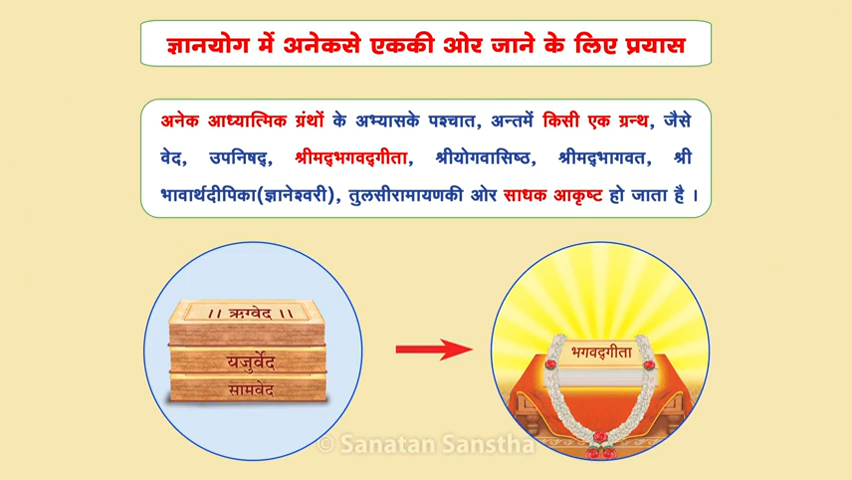 ज्ञानयोग में अनेकसे एककी ओर जाने के लिए प्रयास
अनेक आध्यात्मिक ग्रंथों के अभ्यासके पश्चात, अन्तमें किसी एक ग्रन्थ, जैसे
वेद, उपनिषद्, श्रीमद्‌भगवद्‌गीता, श्रीयोगवासिष्ठ, श्रीमद्‌भागवत, श्री
भावार्थदीपिका(ज्ञानेश्वरी), तुलसीरामायणकी ओर साधक आकृष्ट हो जाता है ।
।। ऋग्वेद ।।
यजुर्वेद
सामवेद
भगवद्‌गीता
© Sanatan Sanstha